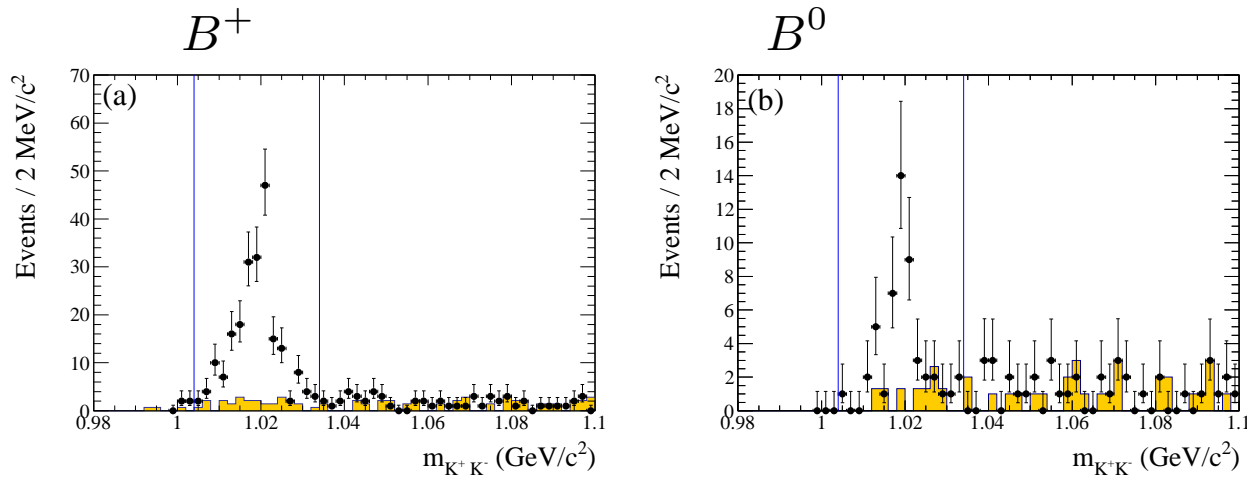 B⁺
(a)
Events / 2 MeV/c²
70
60
50
40
30
20
10
0
0.98 1 1.02 1.04 1.06 1.08 1.1
m_{K⁺ K⁻} (GeV/c²)
B⁰
(b)
Events / 2 MeV/c²
20
18
16
14
12
10
8
6
4
2
0
0.98 1 1.02 1.04 1.06 1.08 1.1
m_{K⁺K⁻} (GeV/c²)